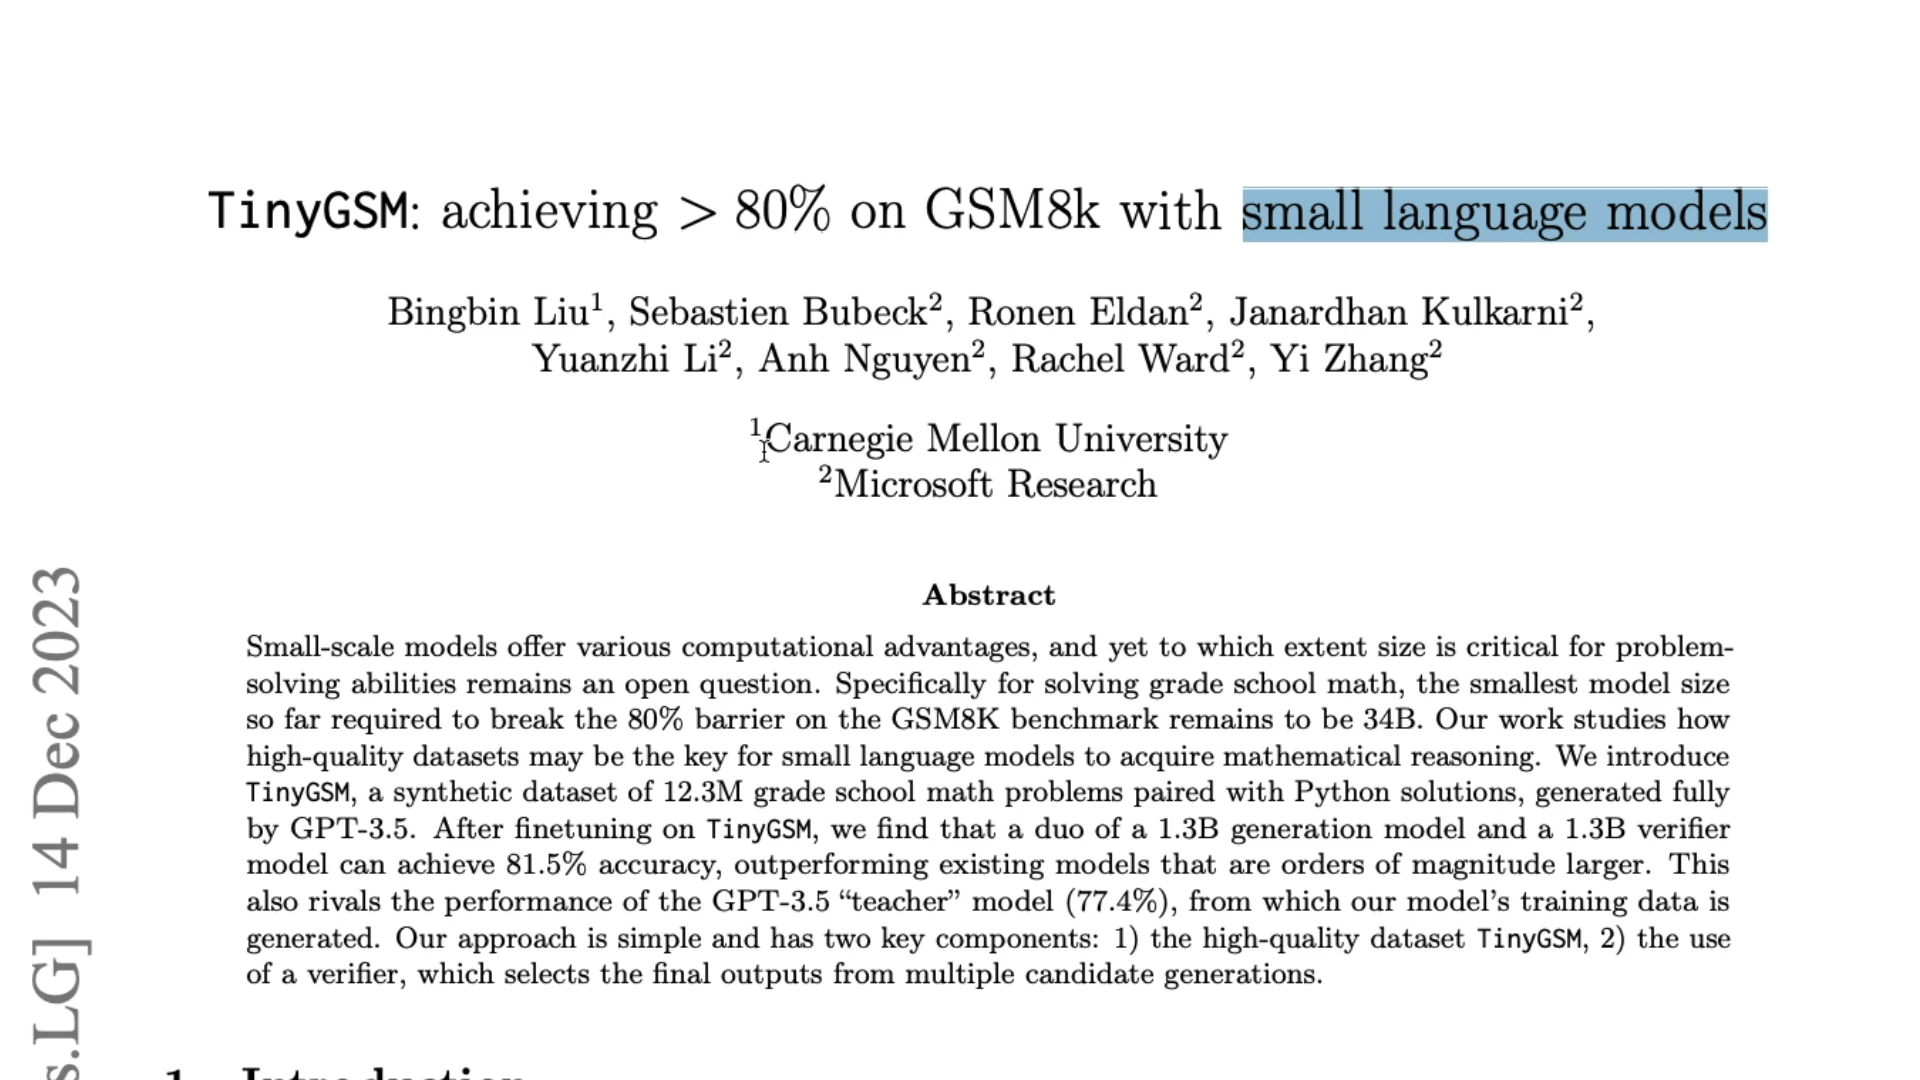 TinyGSM: achieving > 80% on GSM8k with small language models
Bingbin Liu¹, Sebastien Bubeck², Ronen Eldan², Janardhan Kulkarni²,
Yuanzhi Li², Anh Nguyen², Rachel Ward², Yi Zhang²
¹Carnegie Mellon University
²Microsoft Research
Abstract
Small-scale models offer various computational advantages, and yet to which extent size is critical for problem-
solving abilities remains an open question. Specifically for solving grade school math, the smallest model size
so far required to break the 80% barrier on the GSM8K benchmark remains to be 34B. Our work studies how
high-quality datasets may be the key for small language models to acquire mathematical reasoning. We introduce
TinyGSM, a synthetic dataset of 12.3M grade school math problems paired with Python solutions, generated fully
by GPT-3.5. After finetuning on TinyGSM, we find that a duo of a 1.3B generation model and a 1.3B verifier
model can achieve 81.5% accuracy, outperforming existing models that are orders of magnitude larger. This
also rivals the performance of the GPT-3.5 “teacher” model (77.4%), from which our model’s training data is
generated. Our approach is simple and has two key components: 1) the high-quality dataset TinyGSM, 2) the use
of a verifier, which selects the final outputs from multiple candidate generations.
1 Introduction
s.LG] 14 Dec 2023